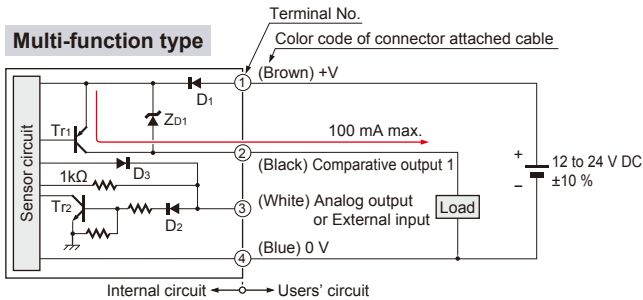 Terminal No.
Multi-function type
Color code of connector attached cable
1
(Brown) +V
D1
ZD1
Tr1
100 mA max.
2
(Black) Comparative output 1
+
12 to 24 V DC
±10 %
−
Sensor circuit
D3
1kΩ
Tr2
3
(White) Analog output
or External input
Load
D2
4
(Blue) 0 V
Internal circuit
Users' circuit